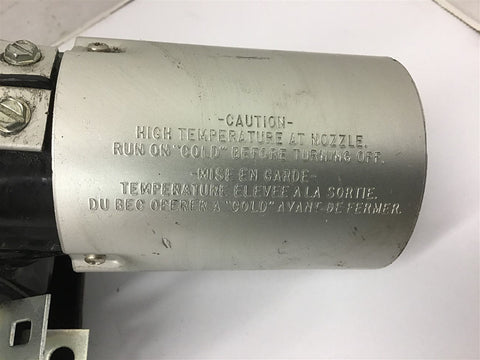 -CAUTION-
HIGH TEMPERATURE AT NOZZLE.
RUN ON "COLD" BEFORE TURNING OFF.
-MISE EN GARDE-
TEMPERATURE ELEVEE A LA SORTIE.
DU BEC OFERER A "COLD" AVANT DE FERMER.